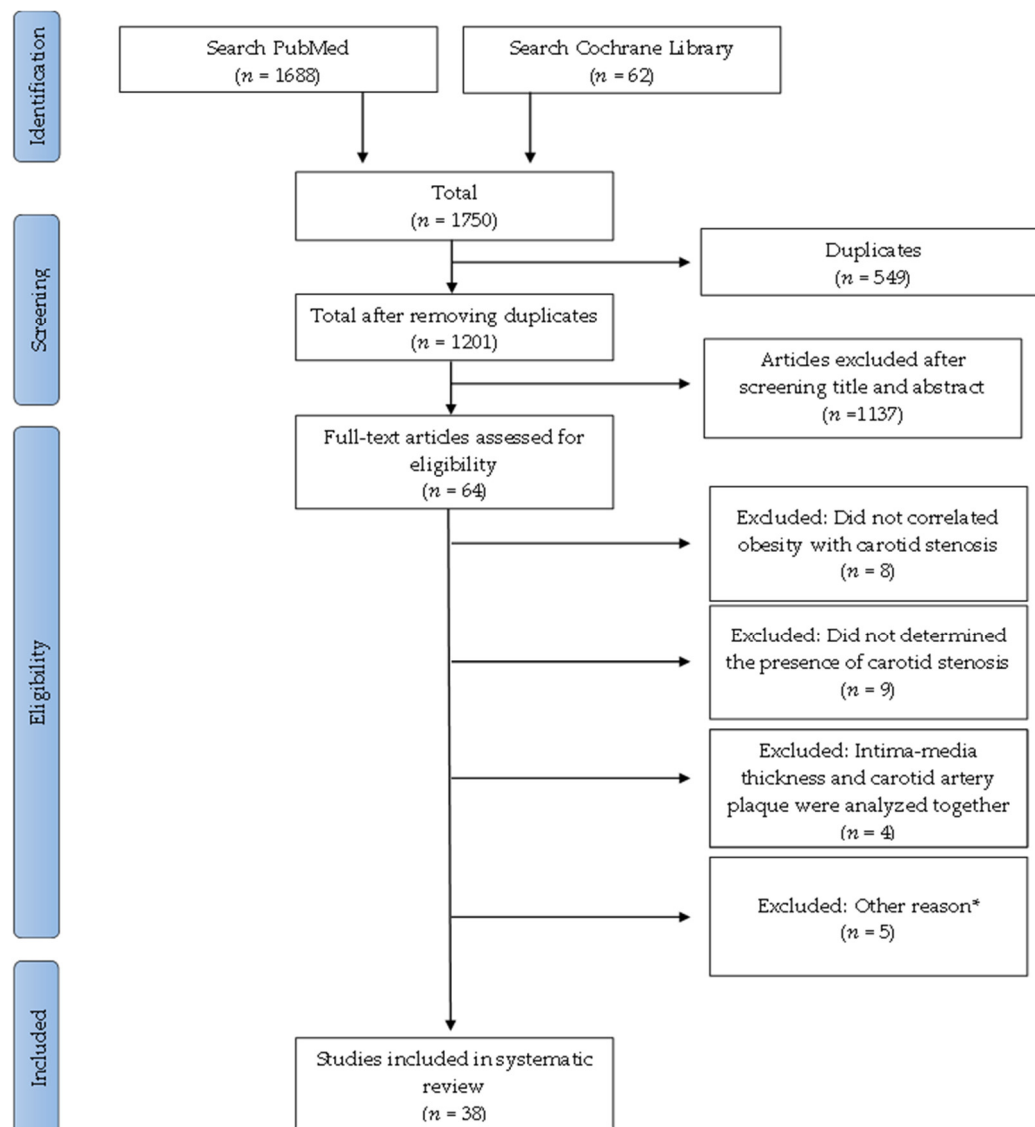 Identification
Search PubMed
(n = 1688)
Search Cochrane Library
(n = 62)
Total
(n = 1750)
Screening
Duplicates
(n = 549)
Total after removing duplicates
(n = 1201)
Articles excluded after
screening title and abstract
(n =1137)
Eligibility
Full-text articles assessed for
eligibility
(n = 64)
Excluded: Did not correlated
obesity with carotid stenosis
(n = 8)
Excluded: Did not determined
the presence of carotid stenosis
(n = 9)
Excluded: Intima-media
thickness and carotid artery
plaque were analyzed together
(n = 4)
Excluded: Other reason*
(n = 5)
Included
Studies included in systematic
review
(n = 38)